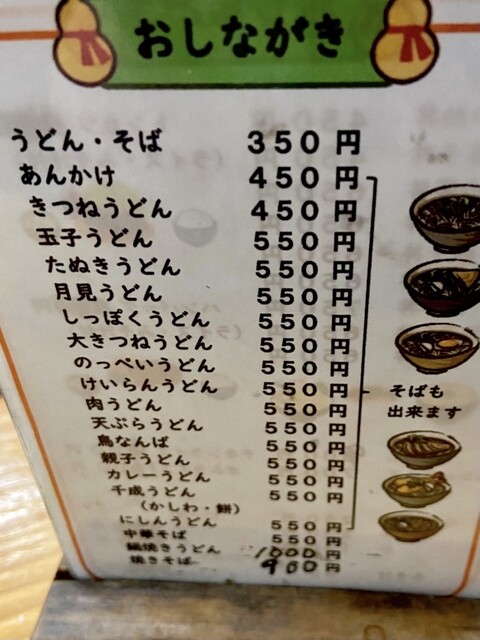 おしながき
うどん・そば 350円
あんかけ 450円
きつねうどん 450円
玉子うどん 550円
たぬきうどん 550円
月見うどん 550円
しっぽくうどん 550円
大きつねうどん 550円
のっぺいうどん 550円
けいらんうどん 550円
そばも
出来ます
肉うどん 550円
天ぷらうどん 550円
鳥なんば 550円
親子うどん 550円
カレーうどん 550円
千成うどん 550円
(かしわ・餅)
にしんうどん 550円
中華そば 550円
鍋焼きうどん 1000円
焼きそば 900円